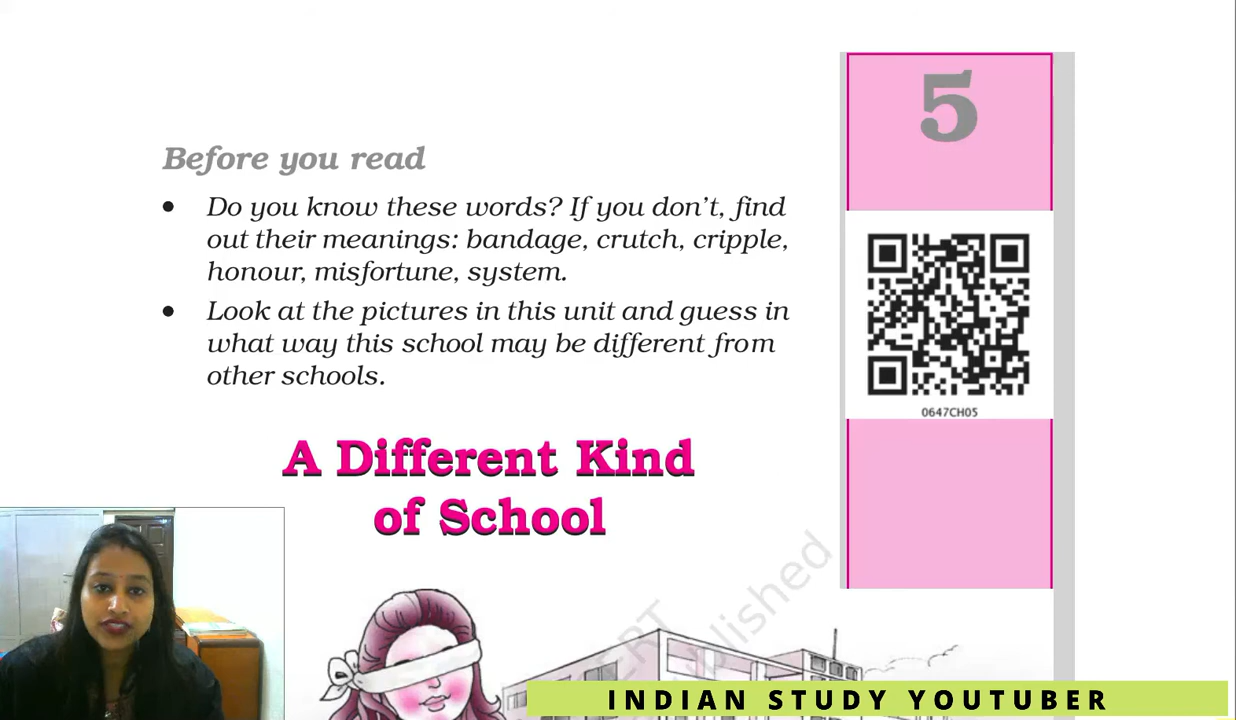 5
Before you read
• Do you know these words? If you don't, find
out their meanings: bandage, crutch, cripple,
honour, misfortune, system.
• Look at the pictures in this unit and guess in
what way this school may be different from
other schools.
0647CH05
A Different Kind
of School
INDIAN STUDY YOUTUBER